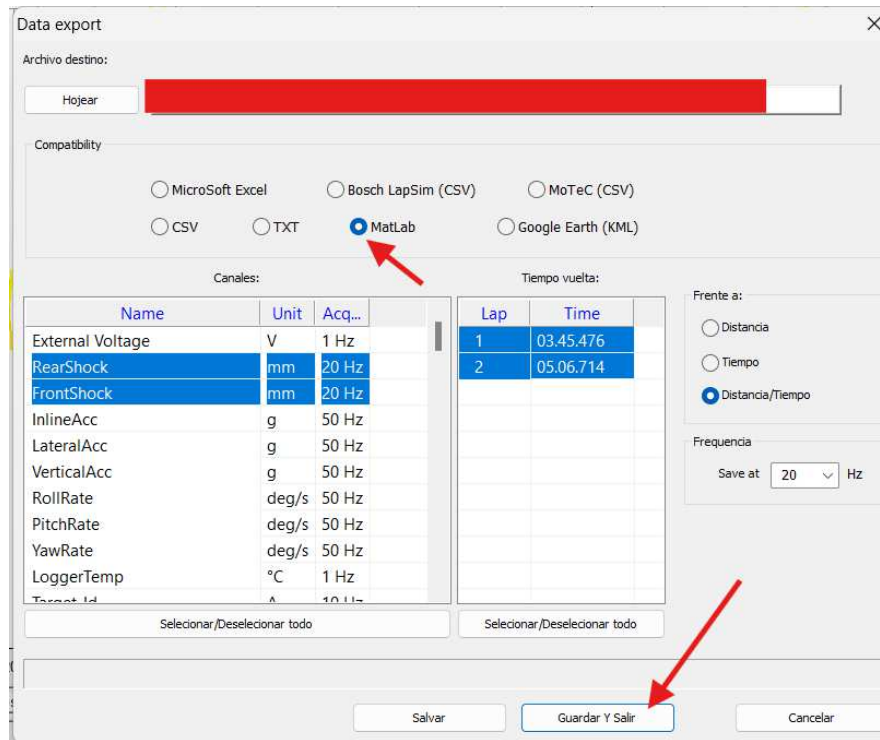 Data export
Archivo destino:
Hojear
Compatibility
MicroSoft Excel Bosch LapSim (CSV) MoTeC (CSV)
CSV TXT MatLab Google Earth (KML)
Canales:
Name Unit Acq...
External Voltage V 1 Hz
RearShock mm 20 Hz
FrontShock mm 20 Hz
InlineAcc g 50 Hz
LateralAcc g 50 Hz
VerticalAcc g 50 Hz
RollRate deg/s 50 Hz
PitchRate deg/s 50 Hz
YawRate deg/s 50 Hz
LoggerTemp °C 1 Hz
Selecionar/Deselecionar todo
Tiempo vuelta:
Lap Time
1 03.45.476
2 05.06.714
Selecionar/Deselecionar todo
Frente a:
Distancia
Tiempo
Distancia/Tiempo
Frequencia
Save at 20 Hz
Salvar Guardar Y Salir Cancelar